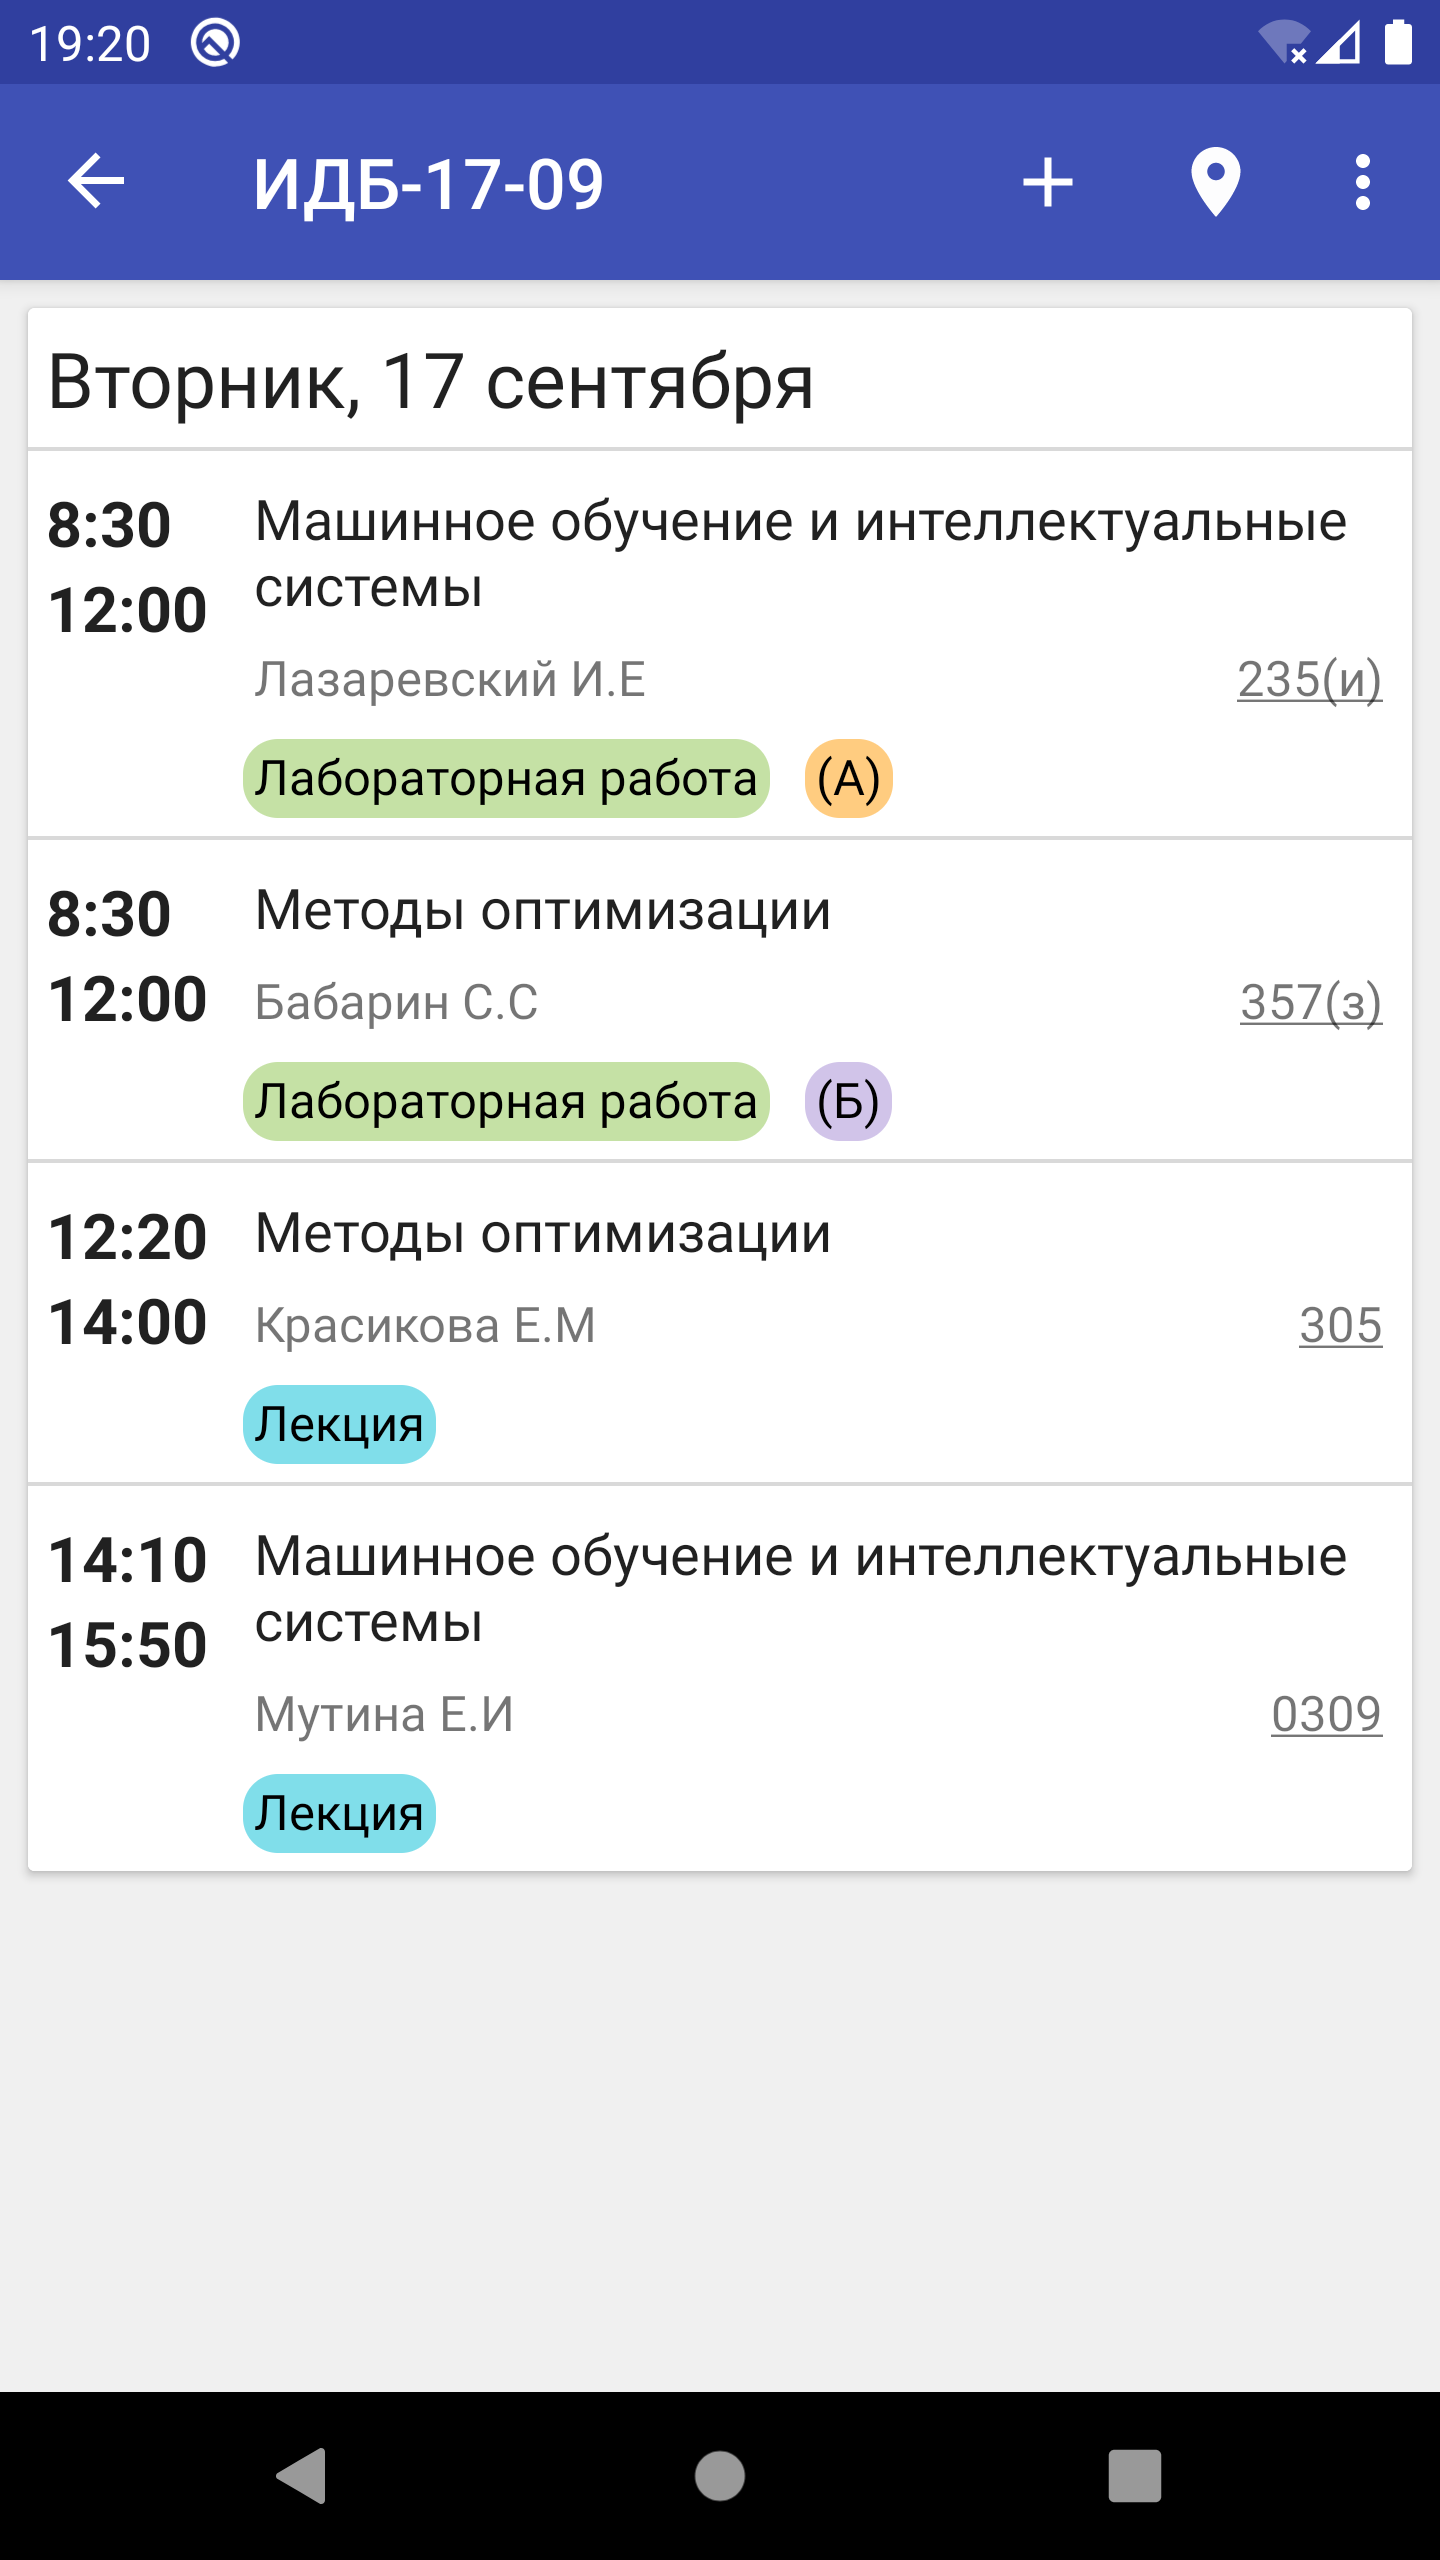 19:20
ИДБ-17-09
Вторник, 17 сентября
8:30
12:00
Машинное обучение и интеллектуальные
системы
Лазаревский И.Е
235(и)
Лабораторная работа (А)
8:30
12:00
Методы оптимизации
Бабарин С.С
357(з)
Лабораторная работа (Б)
12:20
14:00
Методы оптимизации
Красикова Е.М
305
Лекция
14:10
15:50
Машинное обучение и интеллектуальные
системы
Мутина Е.И
0309
Лекция